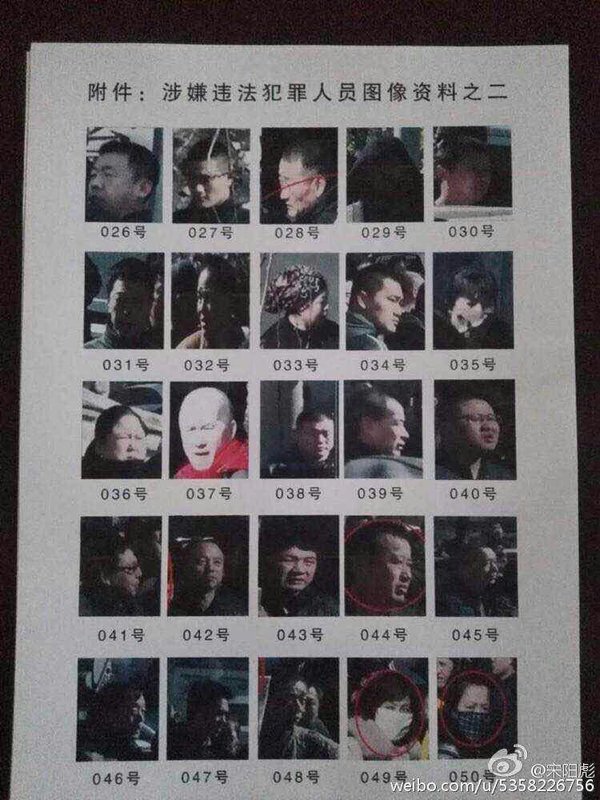 附件：涉嫌违法犯罪人员图像资料之二
026号 027号 028号 029号 030号
031号 032号 033号 034号 035号
036号 037号 038号 039号 040号
041号 042号 043号 044号 045号
046号 047号 048号 049号 050号
@宋阳彪
weibo.com/u/5358226756